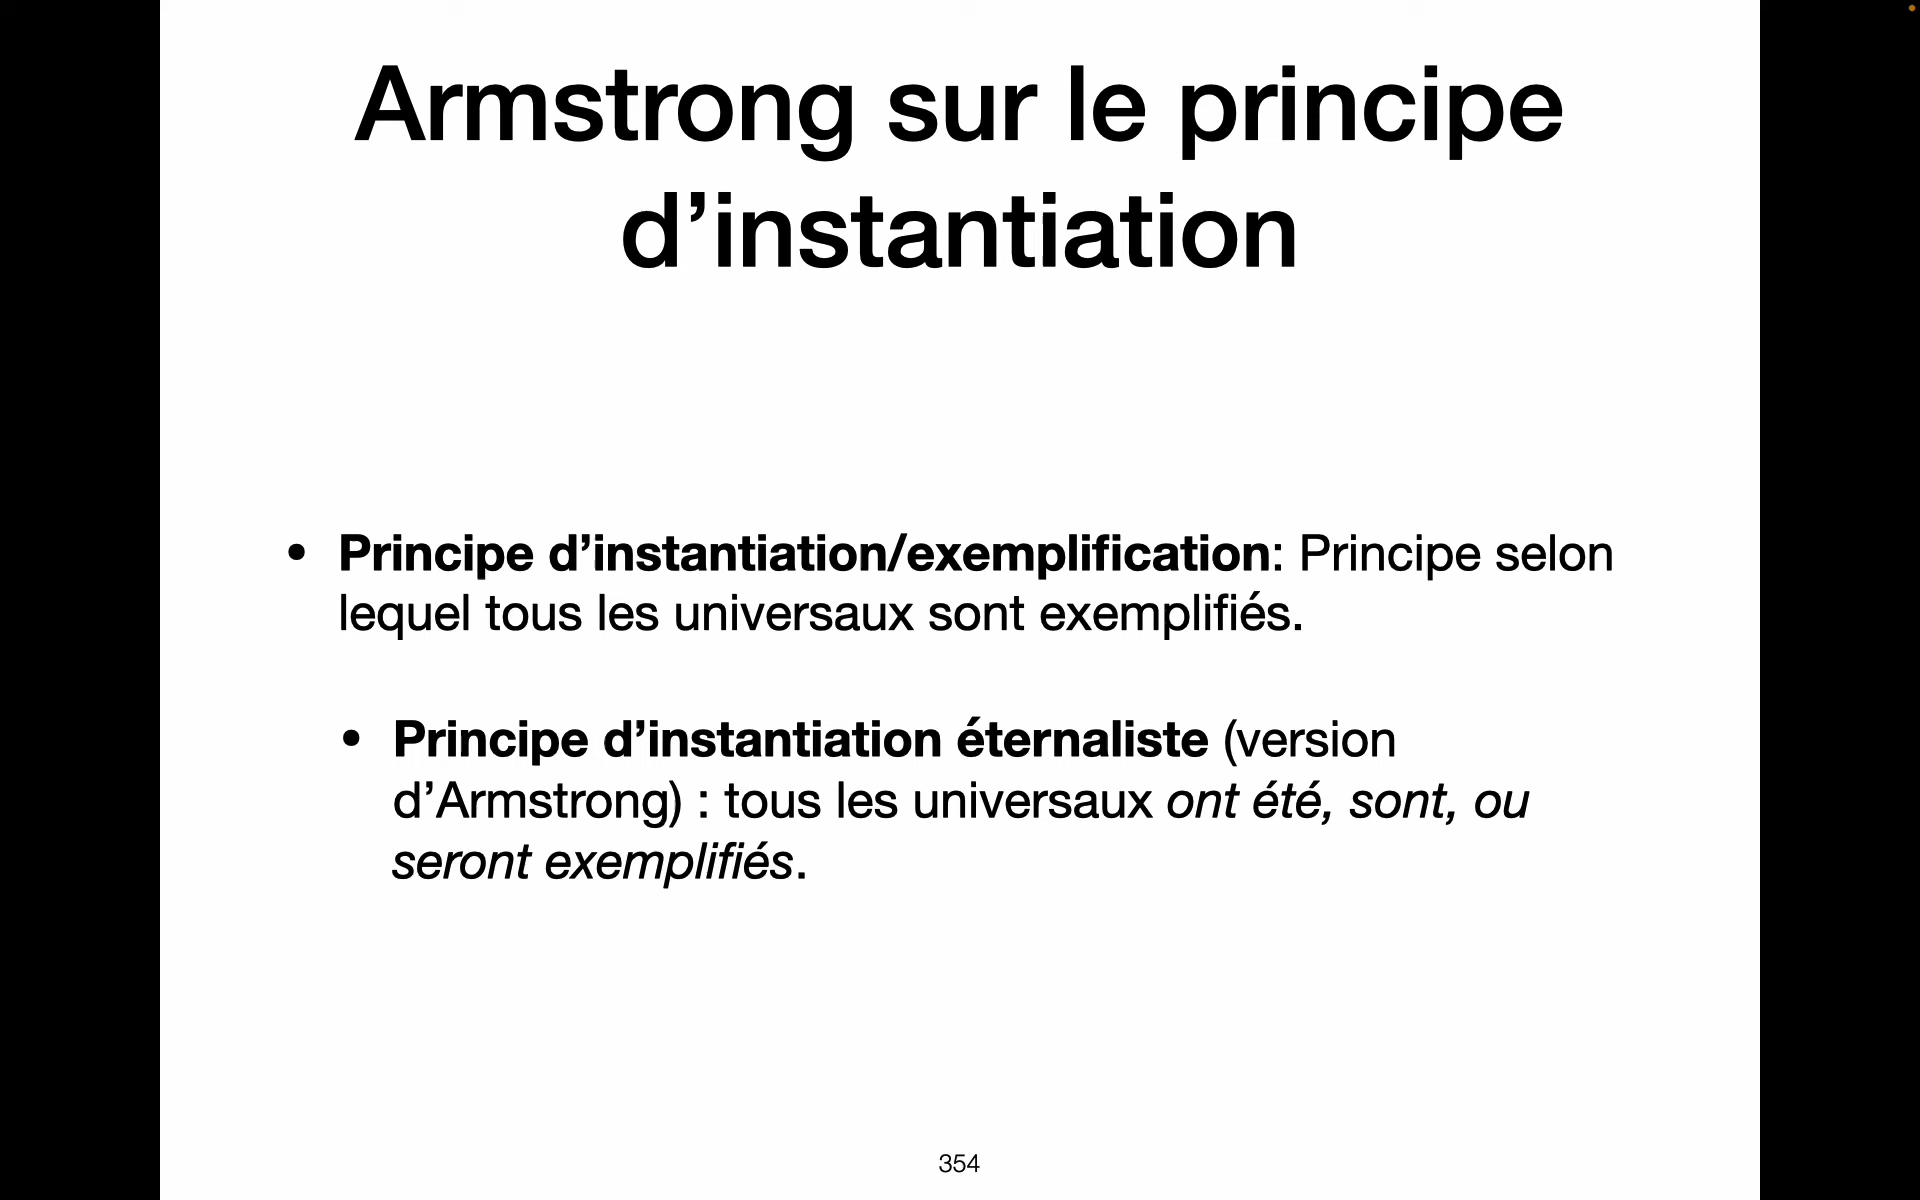 Armstrong sur le principe
d’instantiation
• Principe d’instantiation/exemplification: Principe selon
lequel tous les universaux sont exemplifiés.
• Principe d’instantiation éternaliste (version
d’Armstrong) : tous les universaux ont été, sont, ou
seront exemplifiés.
354